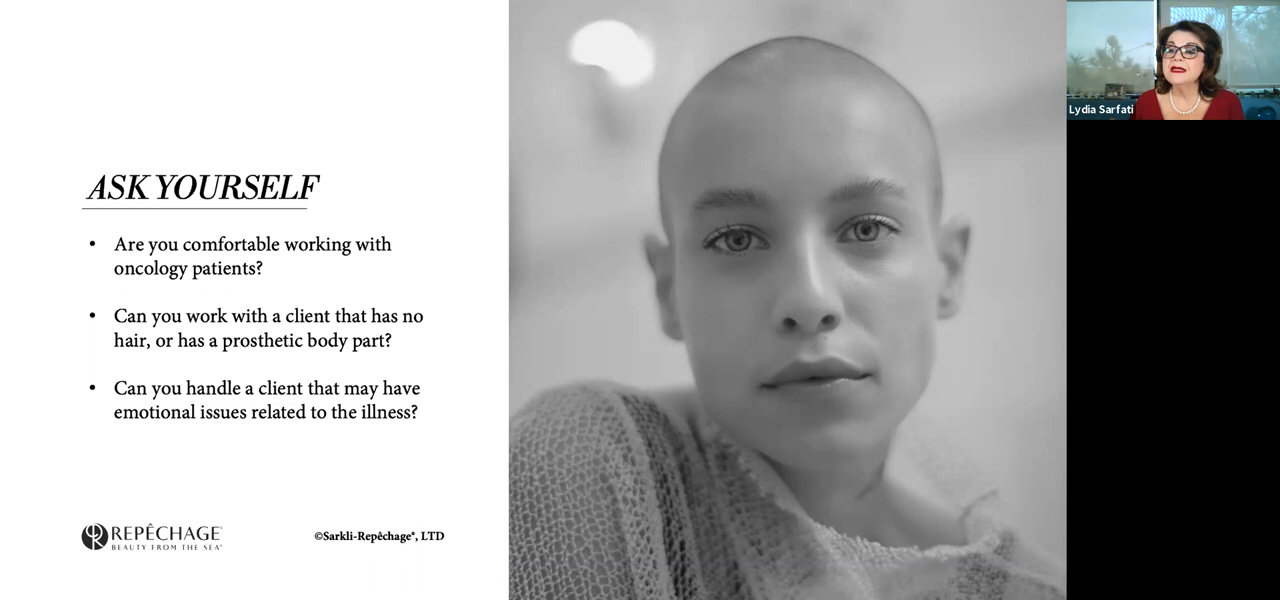 ASK YOURSELF
• Are you comfortable working with
oncology patients?
• Can you work with a client that has no
hair, or has a prosthetic body part?
• Can you handle a client that may have
emotional issues related to the illness?
REPÊCHAGE®
BEAUTY FROM THE SEA®
©Sarkli-Repêchage®, LTD
Lydia Sarfati